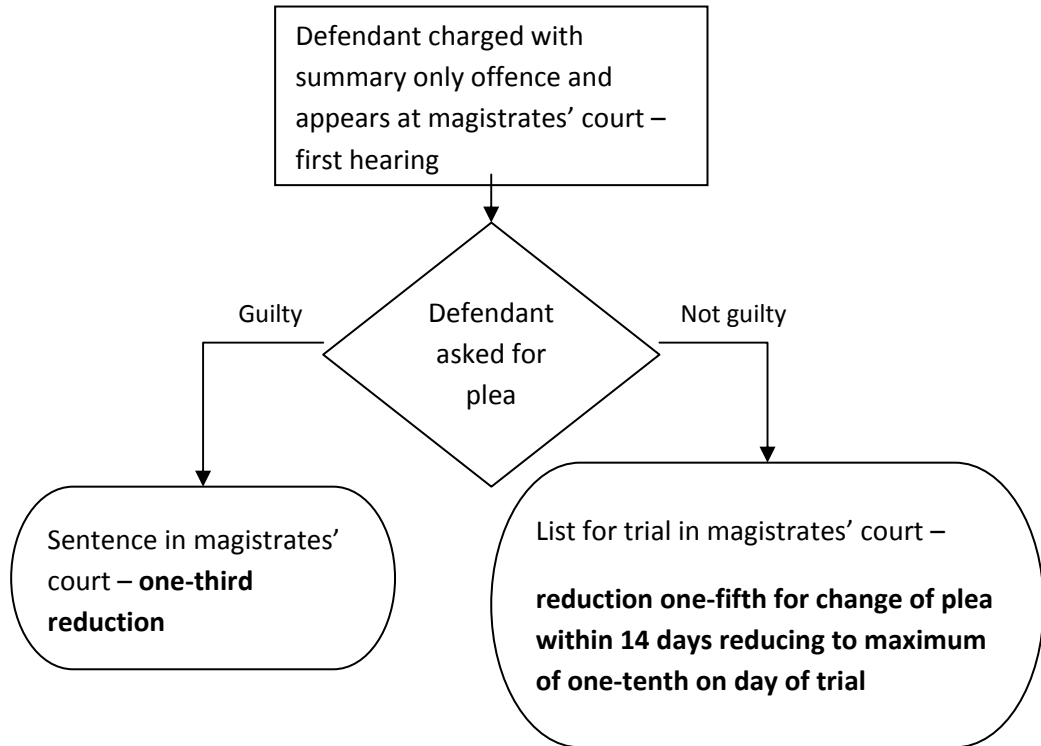 Defendant charged with
summary only offence and
appears at magistrates’ court –
first hearing
Guilty
Defendant
asked for
plea
Not guilty
Sentence in magistrates’
court – one-third
reduction
List for trial in magistrates’ court –
reduction one-fifth for change of plea
within 14 days reducing to maximum
of one-tenth on day of trial